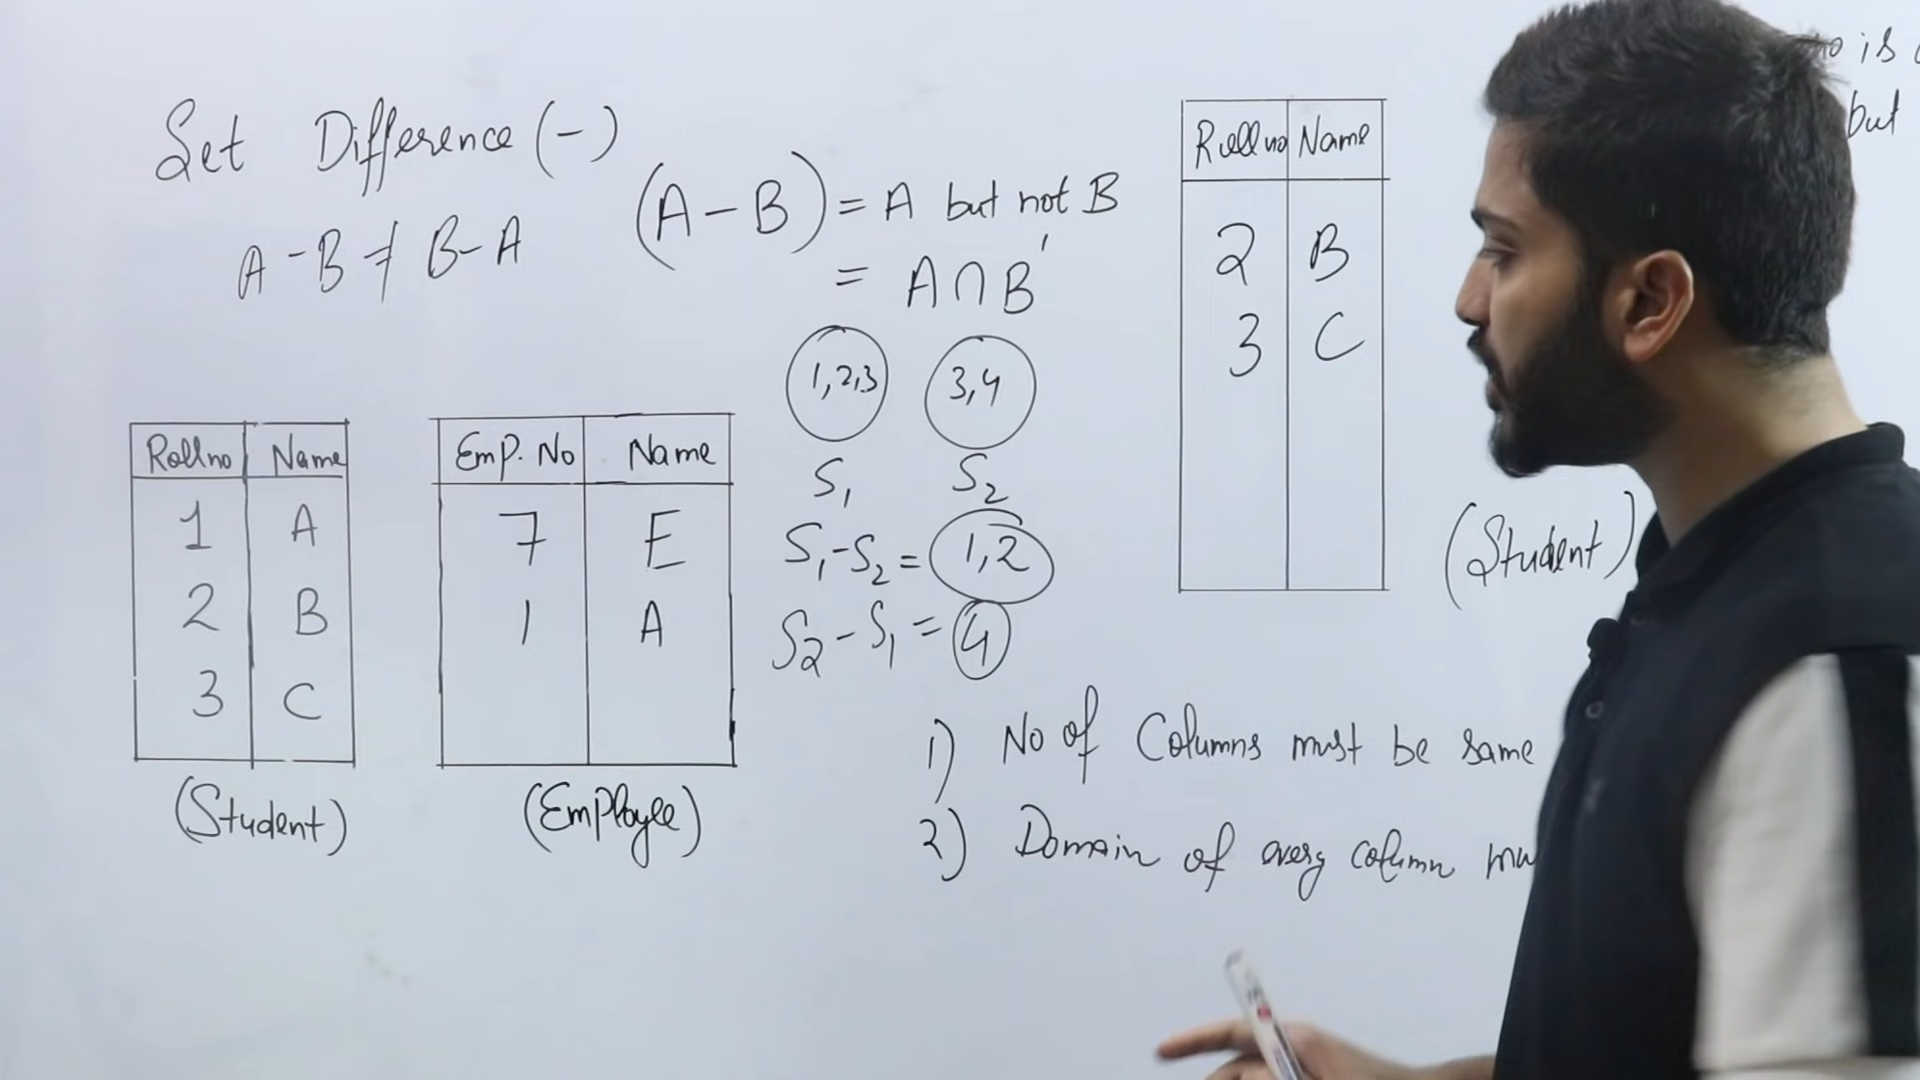 Set Difference (-)
A - B ≠ B - A
(A - B) = A but not B
= A ∩ B'
1,2,3 3,4
S1 S2
S1 - S2 = 1,2
S2 - S1 = 4
Rollno Name
1 A
2 B
3 C
(Student)
Emp. No Name
7 E
1 A
(Employee)
Rollno Name
2 B
3 C
(Student)
is
but
1) No of Columns must be same
2) Domain of every column